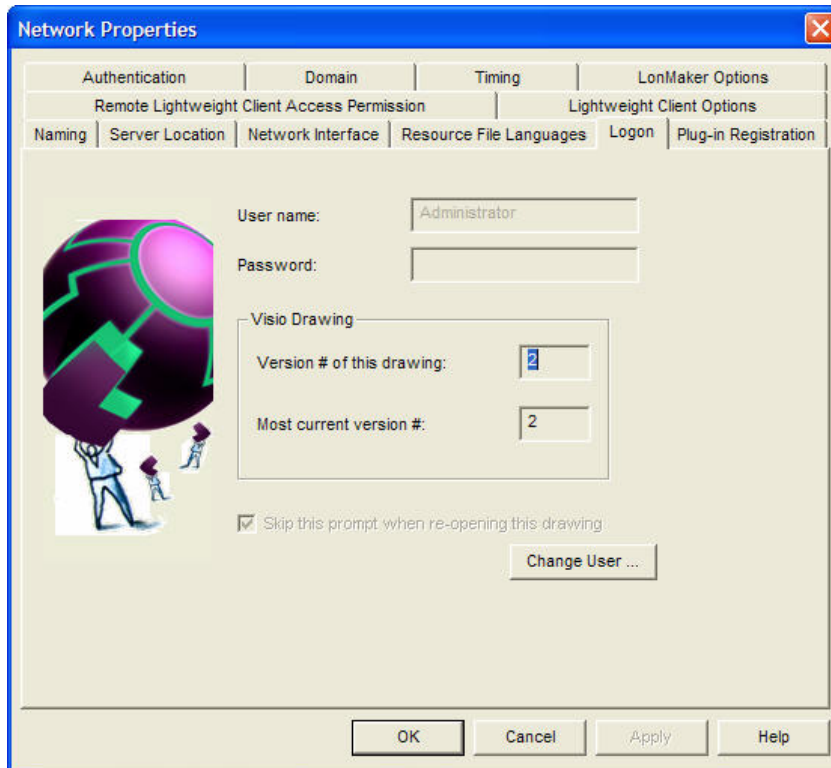 Network Properties
Authentication Domain Timing LonMaker Options
Remote Lightweight Client Access Permission Lightweight Client Options
Naming Server Location Network Interface Resource File Languages Logon Plug-in Registration
User name: Administrator
Password:
Visio Drawing
Version # of this drawing: 2
Most current version #: 2
Skip this prompt when re-opening this drawing
Change User ...
OK Cancel Apply Help